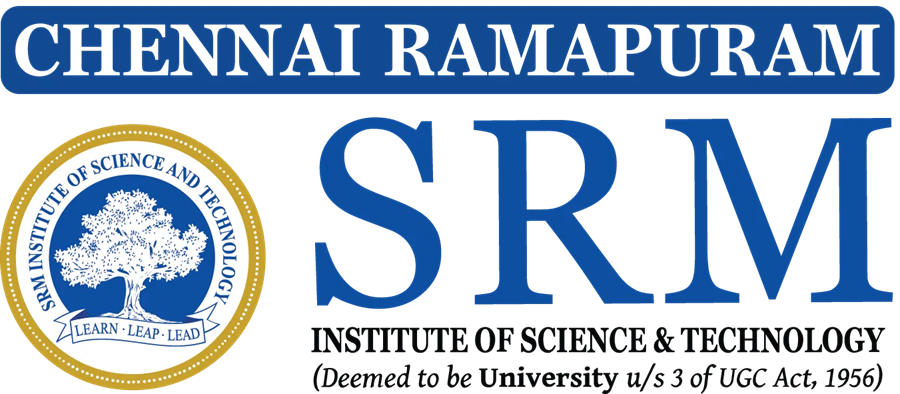 CHENNAI RAMAPURAM
SRM INSTITUTE OF SCIENCE AND TECHNOLOGY
LEARN · LEAP · LEAD
SRM
INSTITUTE OF SCIENCE & TECHNOLOGY
(Deemed to be University u/s 3 of UGC Act, 1956)